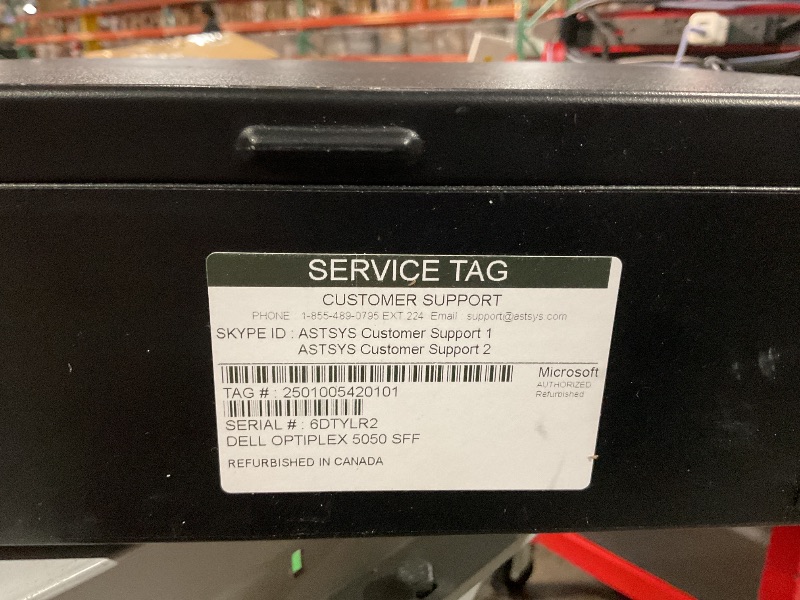 SERVICE TAG
CUSTOMER SUPPORT
PHONE : 1-855-489-0795 EXT 224 Email : support@astsys.com
SKYPE ID : ASTSYS Customer Support 1
ASTSYS Customer Support 2
Microsoft
AUTHORIZED
Refurbished
TAG # : 2501005420101
SERIAL # : 6DTYLR2
DELL OPTIPLEX 5050 SFF
REFURBISHED IN CANADA